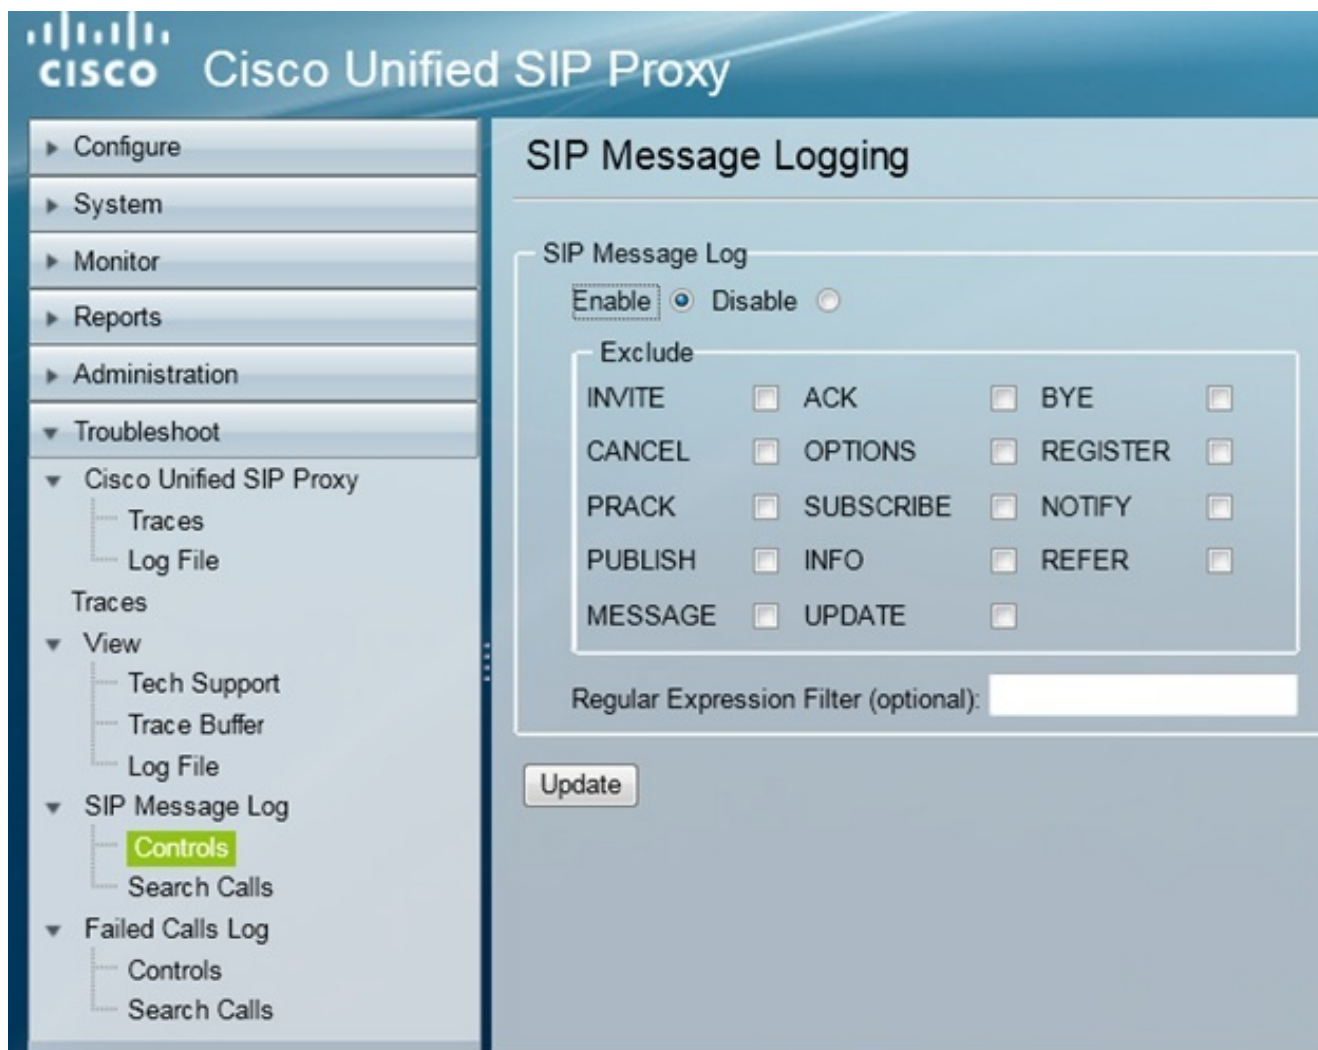 CISCO Cisco Unified SIP Proxy
Configure
System
Monitor
Reports
Administration
Troubleshoot
Cisco Unified SIP Proxy
Traces
Log File
Traces
View
Tech Support
Trace Buffer
Log File
SIP Message Log
Controls
Search Calls
Failed Calls Log
Controls
Search Calls
SIP Message Logging
SIP Message Log
Enable Disable
Exclude
INVITE ACK BYE
CANCEL OPTIONS REGISTER
PRACK SUBSCRIBE NOTIFY
PUBLISH INFO REFER
MESSAGE UPDATE
Regular Expression Filter (optional):
Update